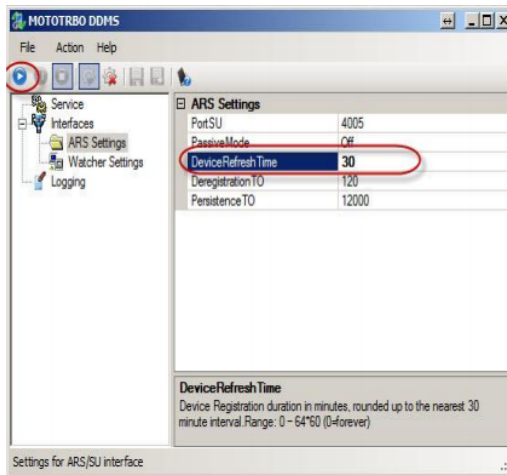 MOTOTRBO DDMS
File Action Help
Service
Interfaces
ARS Settings
Watcher Settings
Logging
ARS Settings
PortSU 4005
PassiveMode Off
DeviceRefreshTime 30
DeregistrationTO 120
PersistenceTO 12000
DeviceRefreshTime
Device Registration duration in minutes, rounded up to the nearest 30
minute interval.Range: 0 – 64*60 (0=forever)
Settings for ARS/SU interface